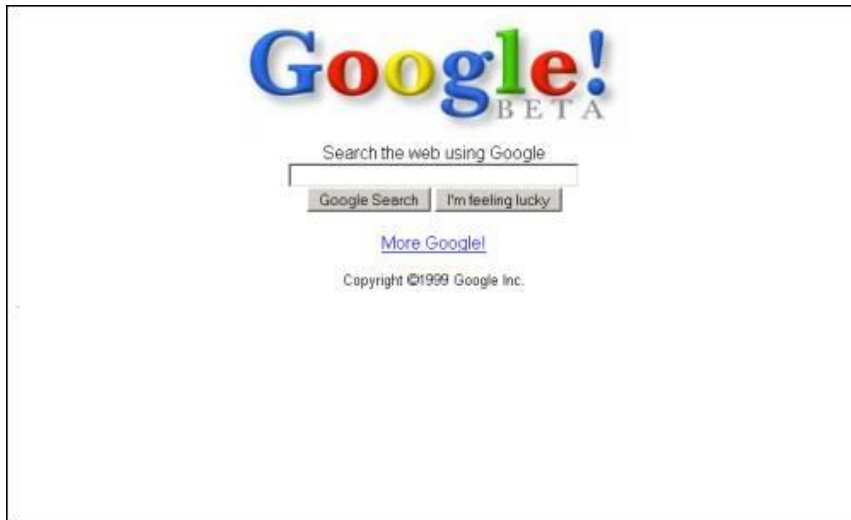 Google!
BETA
Search the web using Google
Google Search I'm feeling lucky
More Google!
Copyright ©1999 Google Inc.